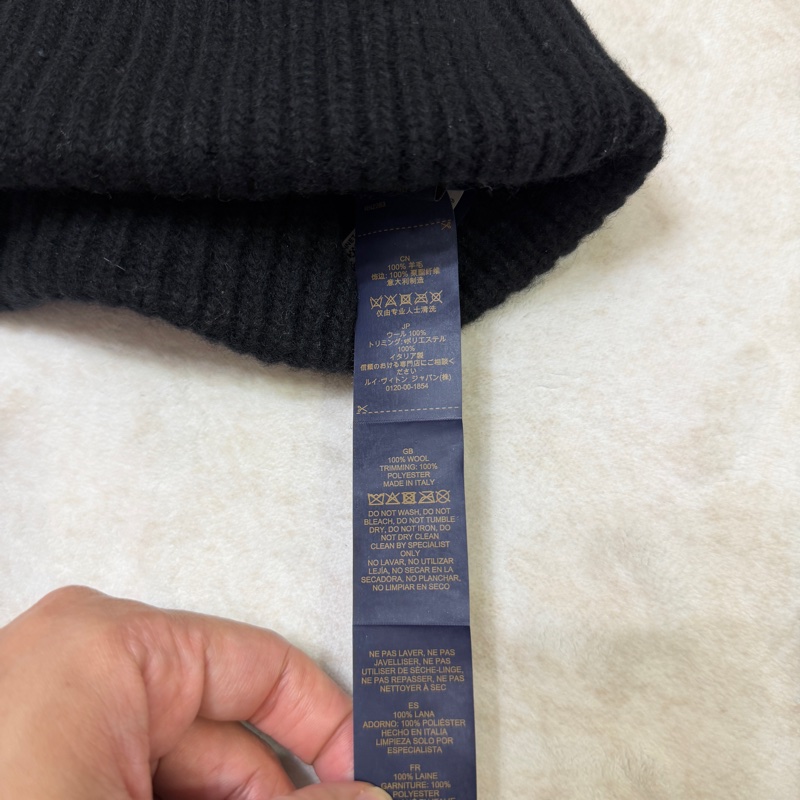 CN
100% 羊毛
饰边: 100% 聚酯纤维
意大利制造
仅由专业人士清洗
JP
ウール 100%
トリミング: ポリエステル
100%
イタリア製
信頼のおける専門店にご相談く
ださい
ルイ・ヴィトン ジャパン(株)
0120-00-1854
GB
100% WOOL
TRIMMING: 100%
POLYESTER
MADE IN ITALY
DO NOT WASH, DO NOT
BLEACH, DO NOT TUMBLE
DRY, DO NOT IRON, DO
NOT DRY CLEAN
CLEAN BY SPECIALIST
ONLY
NO LAVAR, NO UTILIZAR
LEJÍA, NO SECAR EN LA
SECADORA, NO PLANCHAR,
NO LIMPIAR EN SECO
NE PAS LAVER, NE PAS
JAVELLISER, NE PAS
UTILISER DE SÈCHE-LINGE,
NE PAS REPASSER, NE PAS
NETTOYER À SEC
ES
100% LANA
ADORNO: 100% POLIÉSTER
HECHO EN ITALIA
LIMPIEZA SOLO POR
ESPECIALISTA
FR
100% LAINE
GARNITURE: 100%
POLYESTER